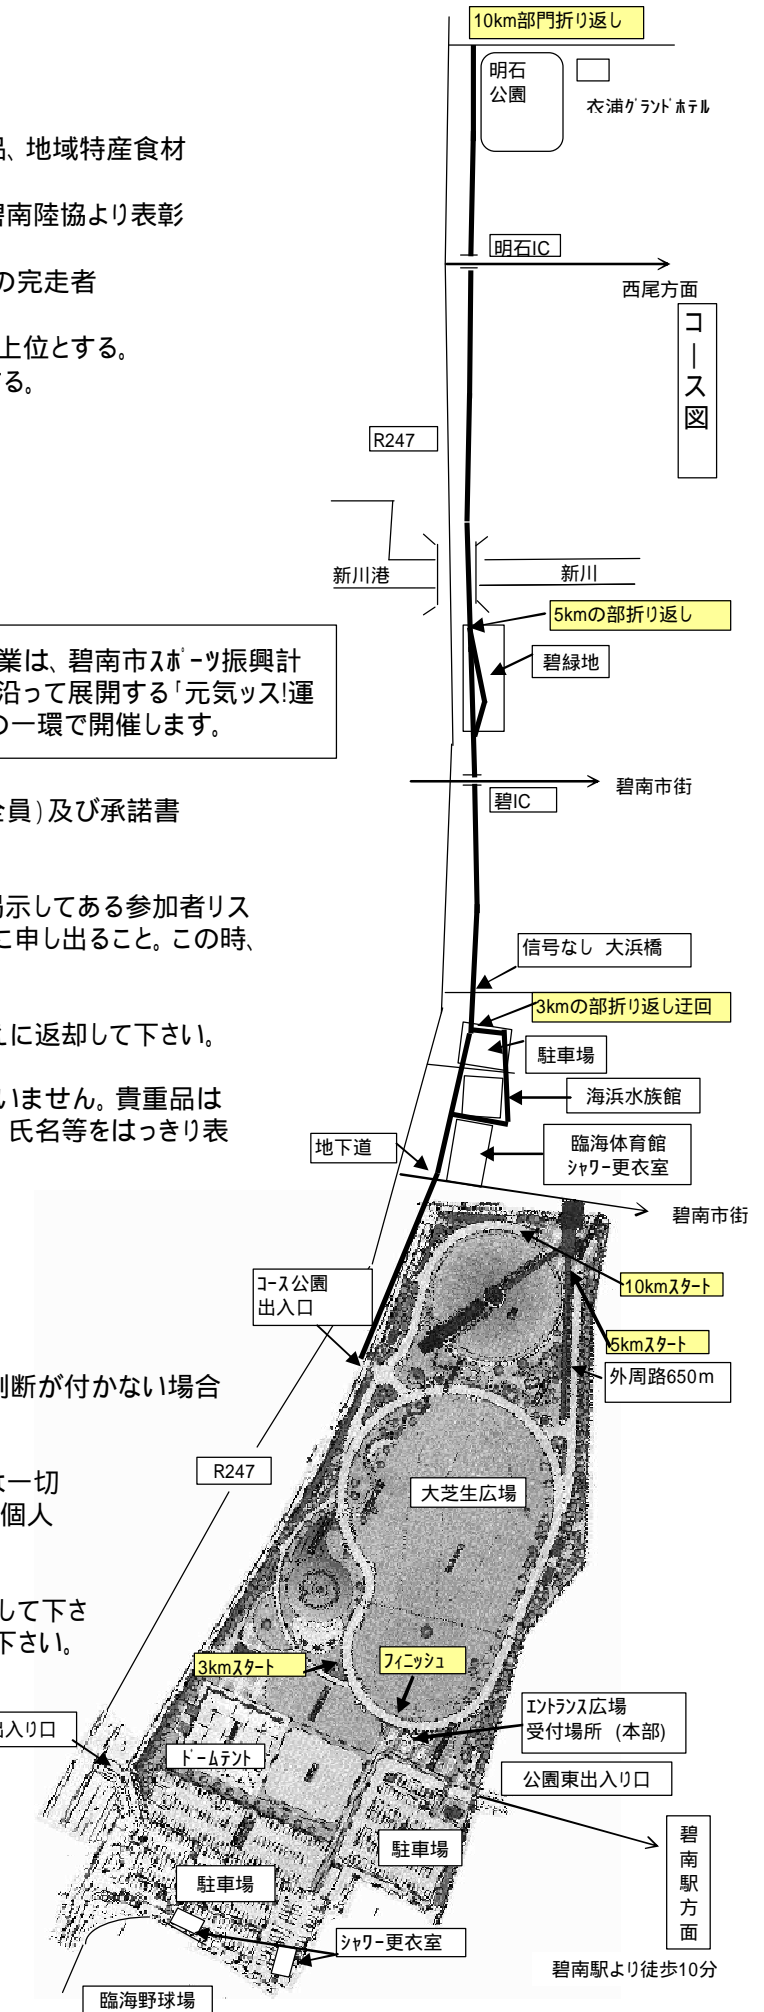 10km部門折り返し
明石
公園
衣浦グランドホテル
品、地域特産食材
碧南陸協より表彰
明石IC
の完走者
西尾方面
コース図
上位とする。
する。
R247
新川港
新川
5kmの部折り返し
業は、碧南市スポーツ振興計
沿って展開する「元気ッス!運
の一環で開催します。
碧緑地
碧南市街
碧IC
全員)及び承諾書
掲示してある参加者リス
に申し出ること。この時、
信号なし 大浜橋
3kmの部折り返し迂回
えに返却して下さい。
駐車場
いません。貴重品は
氏名等をはっきり表
海浜水族館
地下道
臨海体育館
シャワー更衣室
碧南市街
コース公園
出入口
10kmスタート
5kmスタート
外周路650m
判断が付かない場合
R247
は一切
個人
大芝生広場
して下さ
下さい。
3kmスタート
フィニッシュ
エントランス広場
受付場所 (本部)
出入り口
ドームテント
公園東出入り口
駐車場
碧南駅方面
駐車場
シャワー更衣室
碧南駅より徒歩10分
臨海野球場